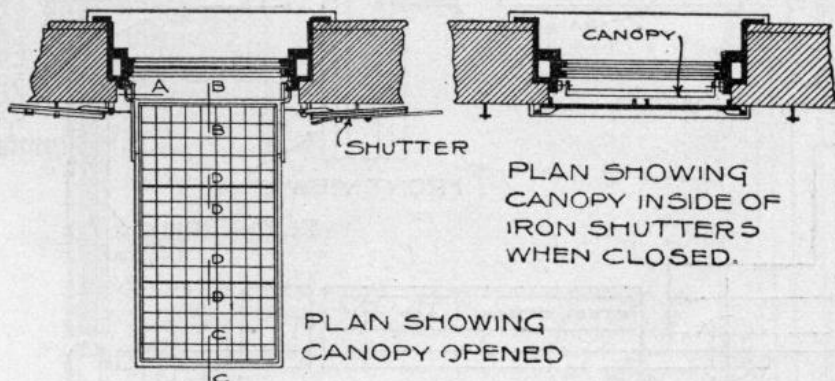 A
B
B
D
D
D
D
C
C
SHUTTER
PLAN SHOWING
CANOPY OPENED
CANOPY
PLAN SHOWING
CANOPY INSIDE OF
IRON SHUTTERS
WHEN CLOSED.